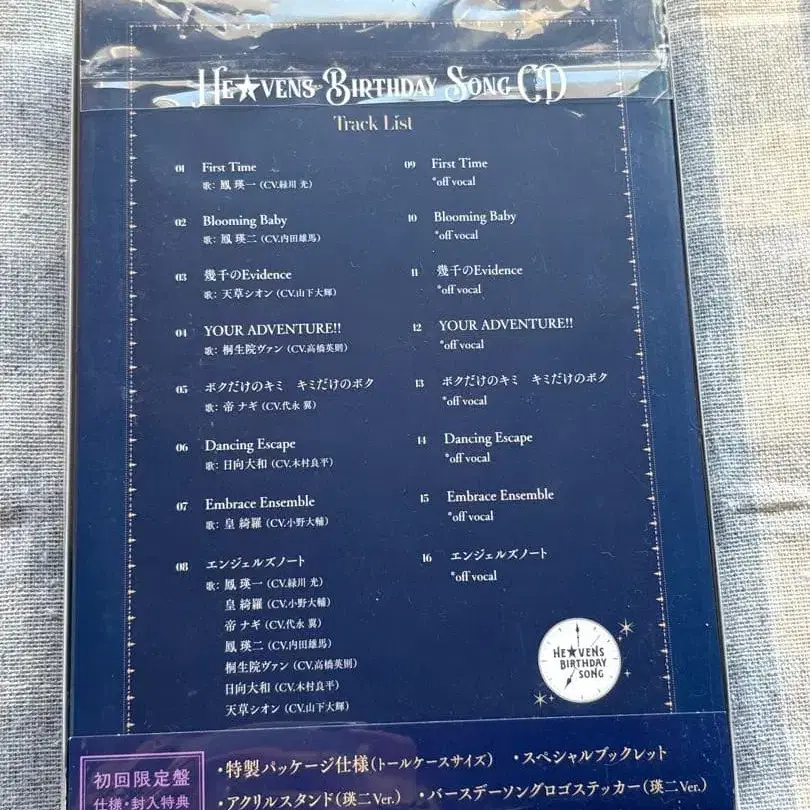 HE★VENS BIRTHDAY SONG CD
Track List
01 First Time
歌：鳳 瑛一（CV.緑川 光）
02 Blooming Baby
歌：鳳 瑛二（CV.内田雄馬）
03 幾千のEvidence
歌：天草シオン（CV.山下大輝）
04 YOUR ADVENTURE!!
歌：桐生院ヴァン（CV.高橋英則）
05 ボクだけのキミ　キミだけのボク
歌：帝 ナギ（CV.代永 翼）
06 Dancing Escape
歌：日向大和（CV.木村良平）
07 Embrace Ensemble
歌：皇 綺羅（CV.小野大輔）
08 エンジェルズノート
歌：鳳 瑛一（CV.緑川 光）
皇 綺羅（CV.小野大輔）
帝 ナギ（CV.代永 翼）
鳳 瑛二（CV.内田雄馬）
桐生院ヴァン（CV.高橋英則）
日向大和（CV.木村良平）
天草シオン（CV.山下大輝）
09 First Time
*off vocal
10 Blooming Baby
*off vocal
11 幾千のEvidence
*off vocal
12 YOUR ADVENTURE!!
*off vocal
13 ボクだけのキミ　キミだけのボク
*off vocal
14 Dancing Escape
*off vocal
15 Embrace Ensemble
*off vocal
16 エンジェルズノート
*off vocal
HE★VENS
BIRTHDAY
SONG
初回限定盤
仕様・封入特典
・特製パッケージ仕様（トールケースサイズ）　・スペシャルブックレット
・アクリルスタンド（瑛二Ver.）　・バースデーソングロゴステッカー（瑛二Ver.）